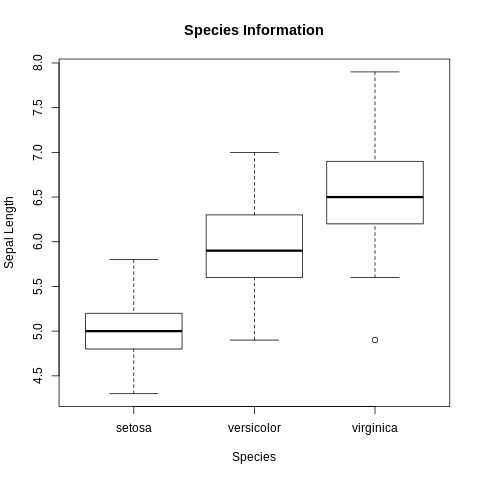 Species Information
Sepal Length
8.0
7.5
7.0
6.5
6.0
5.5
5.0
4.5
setosa versicolor virginica
Species